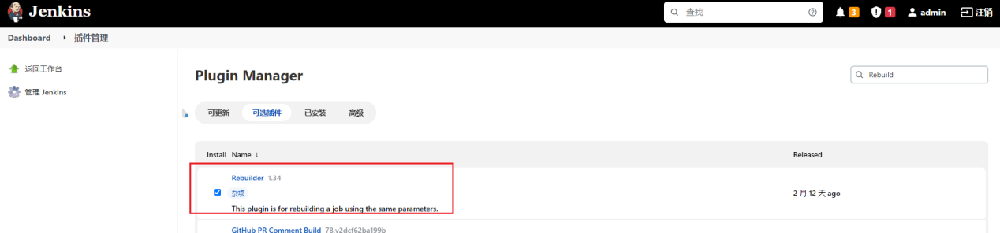 Jenkins
查找
3
1
admin
注销
Dashboard
插件管理
返回工作台
管理 Jenkins
Plugin Manager
Rebuild
可更新
可选插件
已安装
高级
Install Name ↓ Released
Rebuilder 1.34
杂项
2 月 12 天 ago
This plugin is for rebuilding a job using the same parameters.
GitHub PR Comment Build 78.v2dcf62ba199b